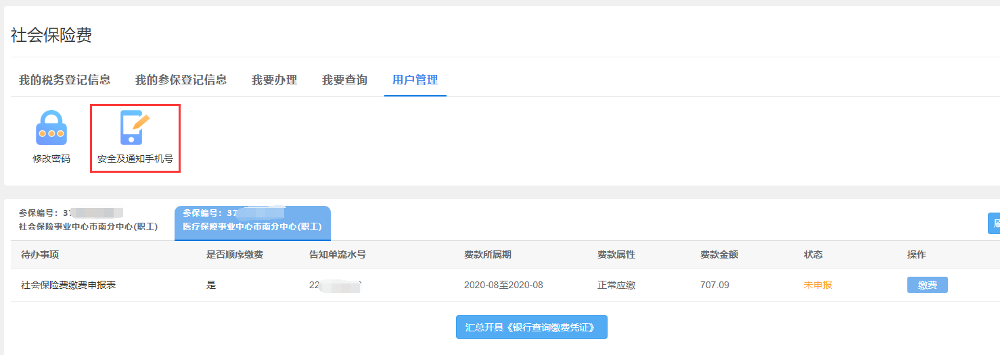 社会保险费
我的税务登记信息 我的参保登记信息 我要办理 我要查询 用户管理
修改密码 安全及通知手机号
参保编号：37 参保编号：37
社会保险事业中心市南分中心(职工) 医疗保障事业中心市南分中心(职工)
待办事项 是否顺序缴费 告知单流水号 费款所属期 费款属性 费款金额 状态 操作
社会保险费缴费申报表 是 22 2020-08至2020-08 正常应缴 707.09 未申报 缴费
汇总开具《银行查询缴费凭证》